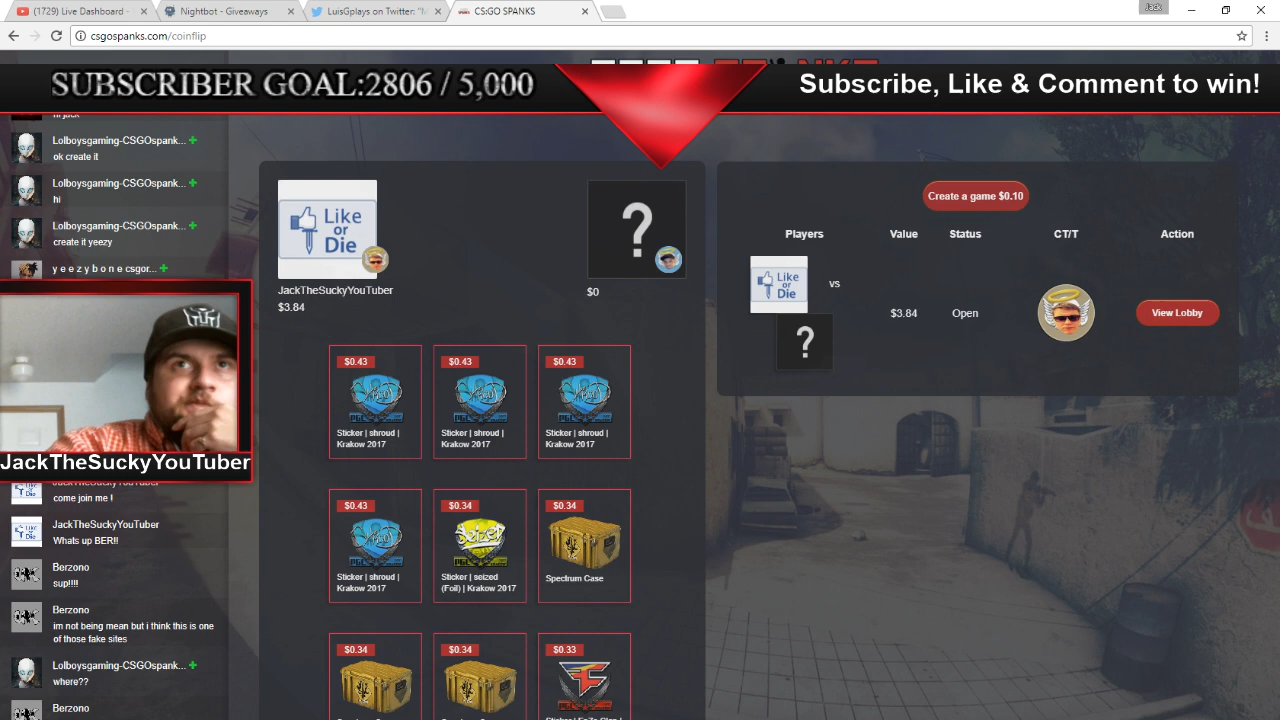 (1729) Live Dashboard -
Nightbot - Giveaways
LuisGplays on Twitter: "M
CS:GO SPANKS
Jack
csgospanks.com/coinflip
SUBSCRIBER GOAL:2806 / 5,000
Subscribe, Like & Comment to win!
hi jack
Lolboysgaming-CSGOspank...
ok create it
Lolboysgaming-CSGOspank...
hi
Lolboysgaming-CSGOspank...
create it yeezy
y e e z y b o n e csgor...
JackTheSuckyYouTuber
JackTheSuckyYouTuber
come join me !
JackTheSuckyYouTuber
Whats up BER!!
Berzono
sup!!!!
Berzono
im not being mean but i think this is one
of those fake sites
Lolboysgaming-CSGOspank...
where??
Berzono
Like
or
Die
?
JackTheSuckyYouTuber
$3.84
$0
$0.43
Sticker | shroud |
Krakow 2017
$0.43
Sticker | shroud |
Krakow 2017
$0.43
Sticker | shroud |
Krakow 2017
$0.43
Sticker | shroud |
Krakow 2017
$0.34
Sticker | seized
(Foil) | Krakow 2017
$0.34
Spectrum Case
$0.34
$0.34
$0.33
Create a game $0.10
Players
Value
Status
CT/T
Action
Like
or
Die
vs
?
$3.84
Open
View Lobby